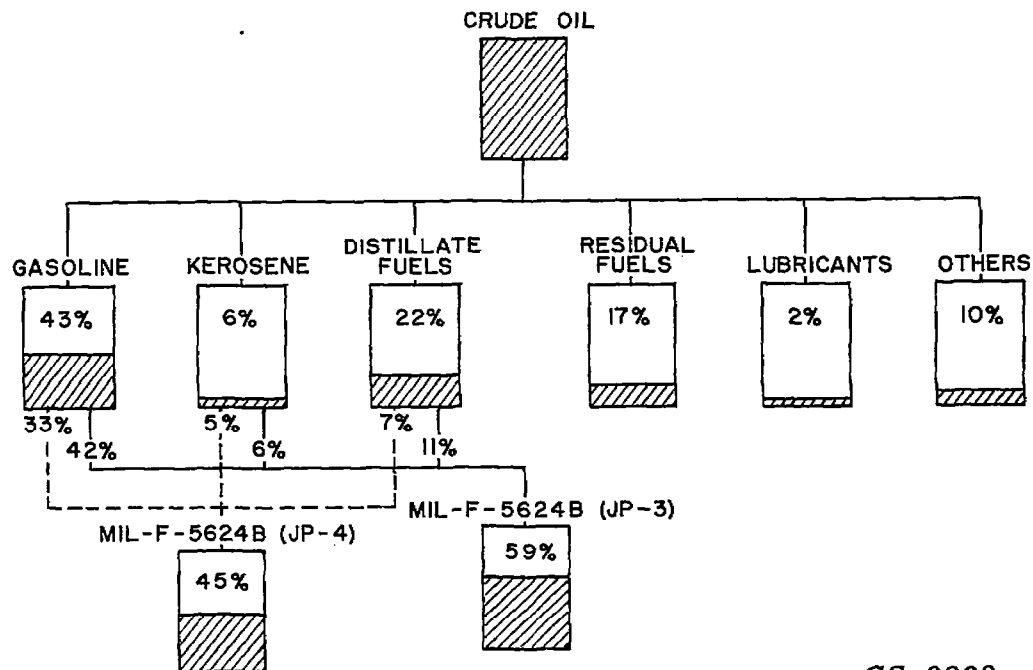 CRUDE OIL
GASOLINE
KEROSENE
DISTILLATE
FUELS
RESIDUAL
FUELS
LUBRICANTS
OTHERS
43%
6%
22%
17%
2%
10%
33%
42%
5%
6%
7%
11%
MIL-F-5624B (JP-4)
MIL-F-5624B (JP-3)
45%
59%